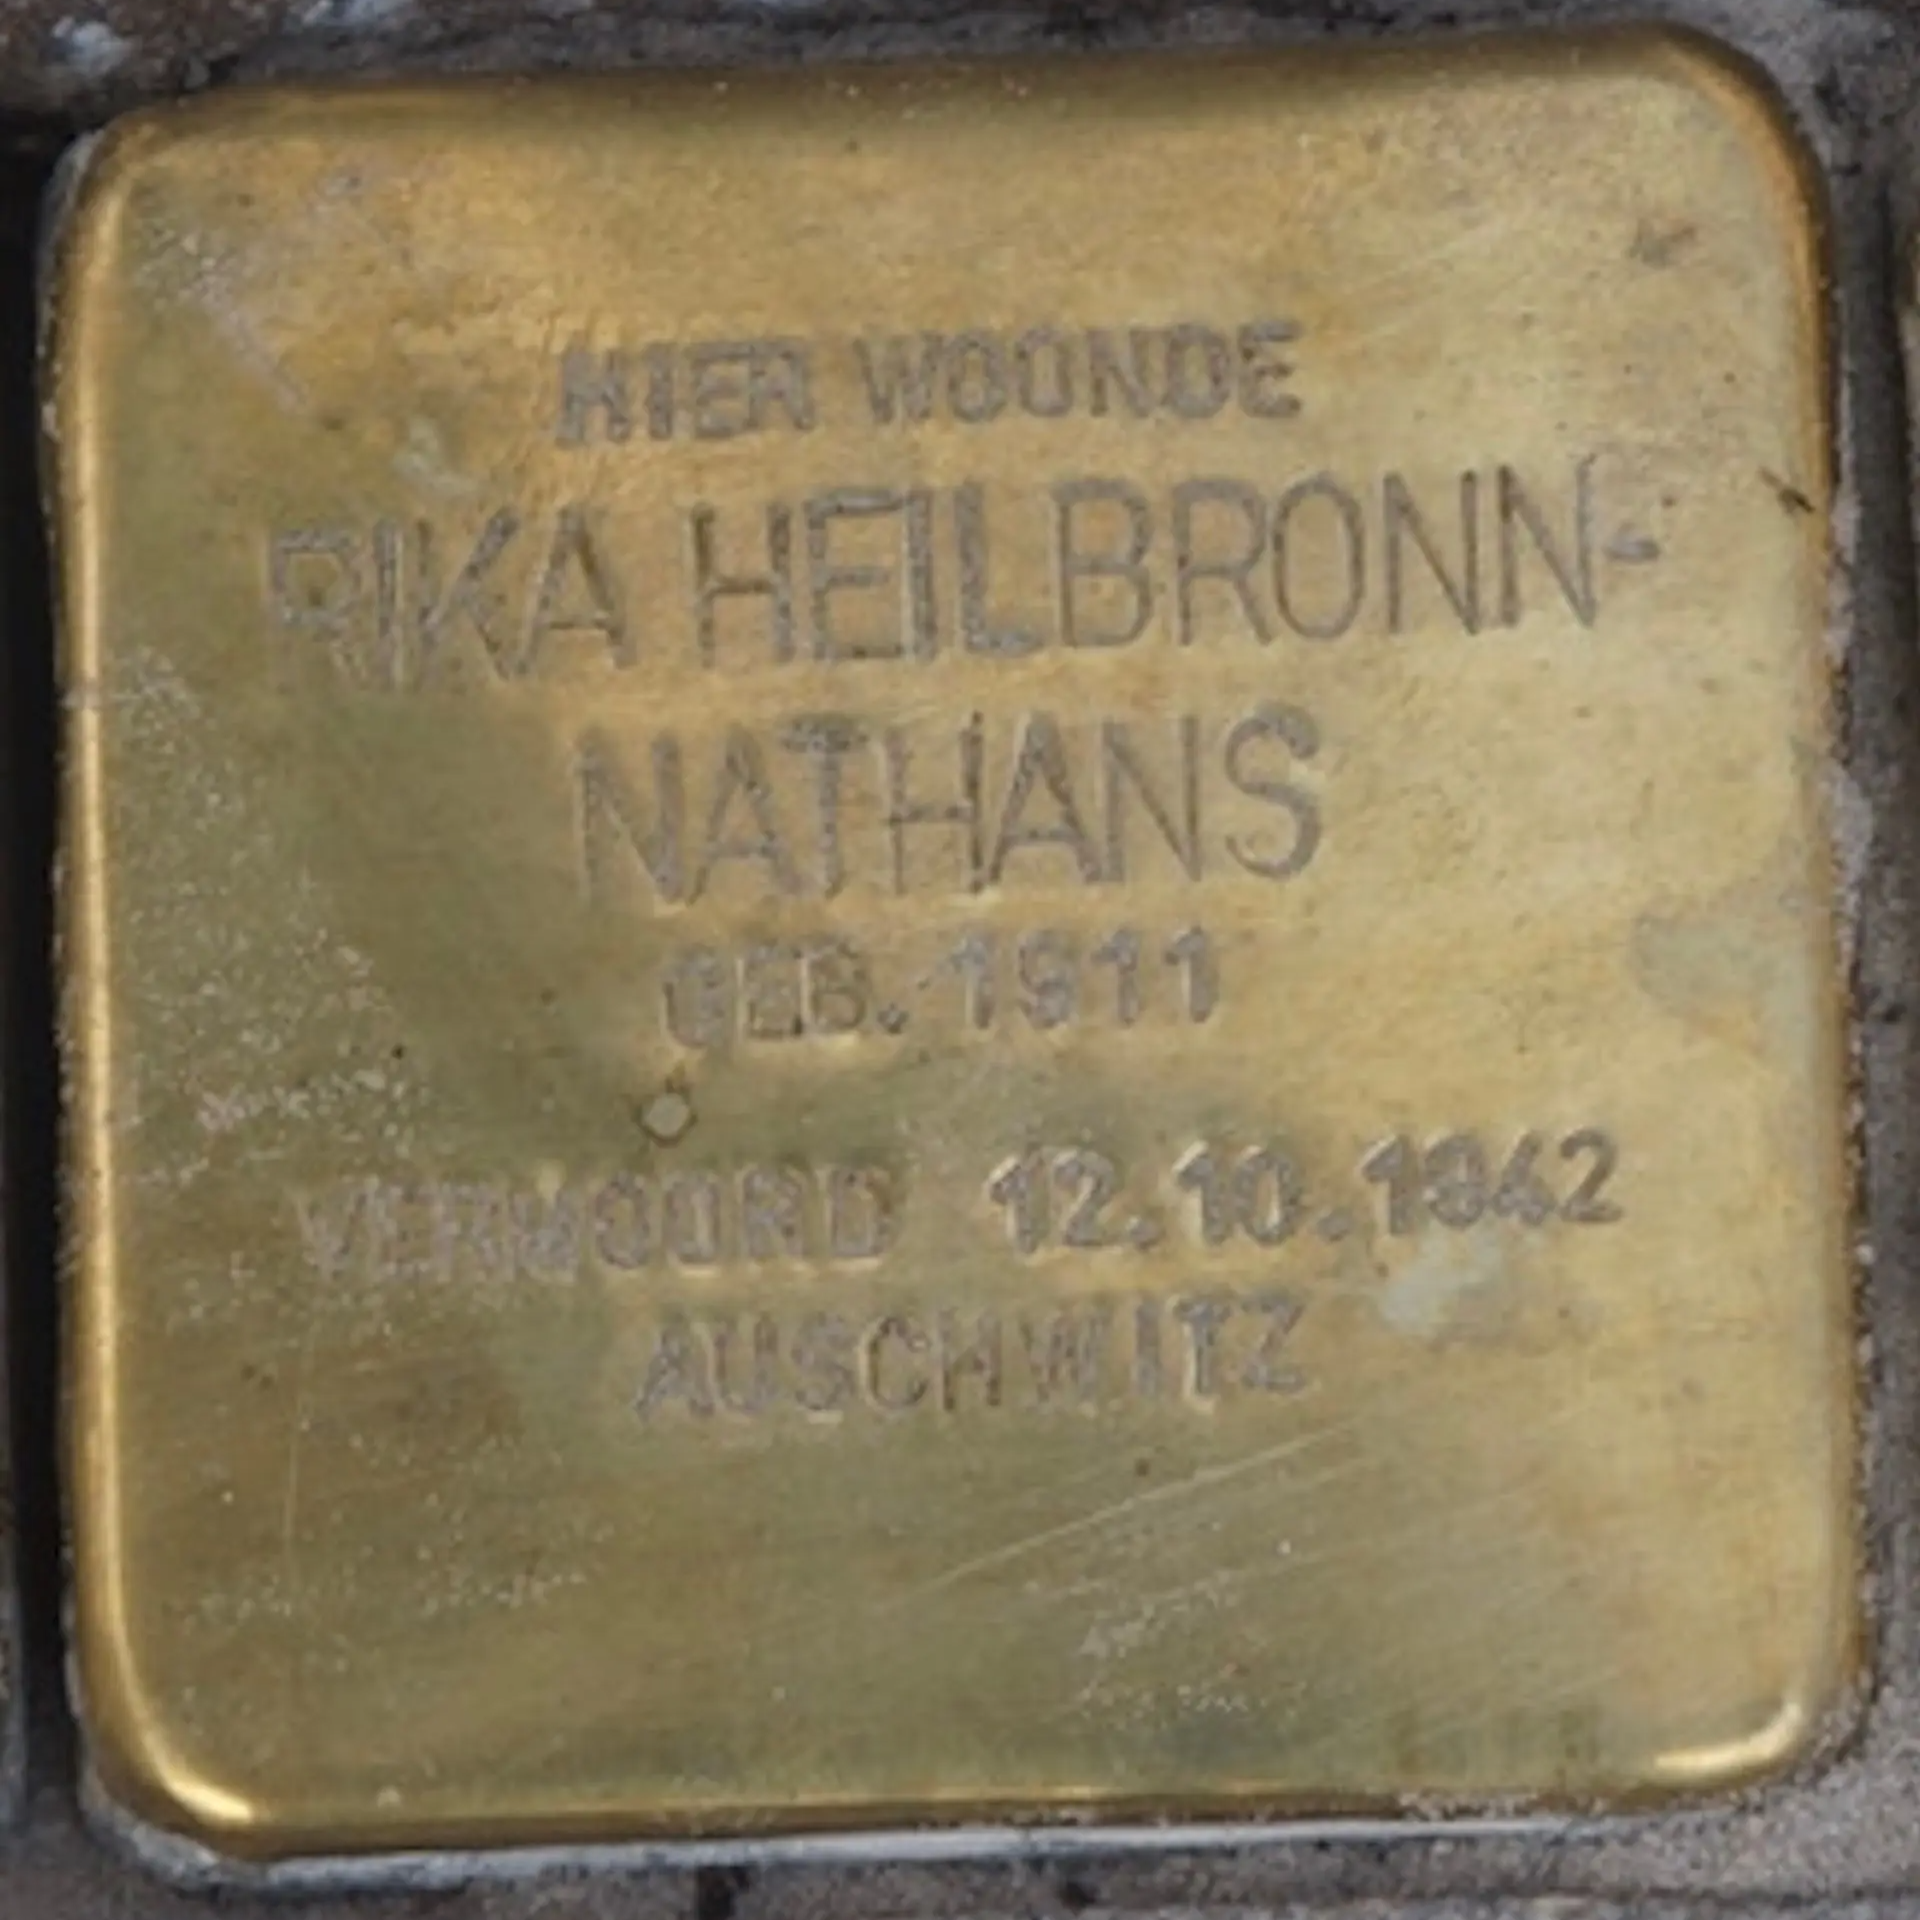 HIER WOONDE
RIKA HEILBRONN-
NATHANS
GEB. 1911
VERMOORD 12.10.1942
AUSCHWITZ